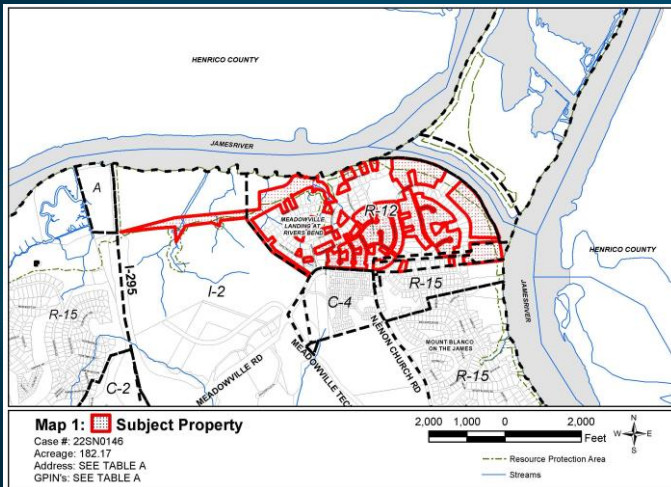 HENRICO COUNTY
JAMES RIVER
A
MEADOWVILLE
LANDING AT
RIVERS BEND
R-12
HENRICO COUNTY
I-295
I-2
R-15
R-15
C-4
JAMES RIVER
MEADOWVILLE RD
MEADOWVILLE TEC
N ENON CHURCH RD
MOUNT BLANCO
ON THE JAMES
R-15
C-2
Map 1: Subject Property
Case #: 22SN0146
Acreage: 182.17
Address: SEE TABLE A
GPIN's: SEE TABLE A
2,000 1,000 0 2,000
Feet
N
W E
S
Resource Protection Area
Streams